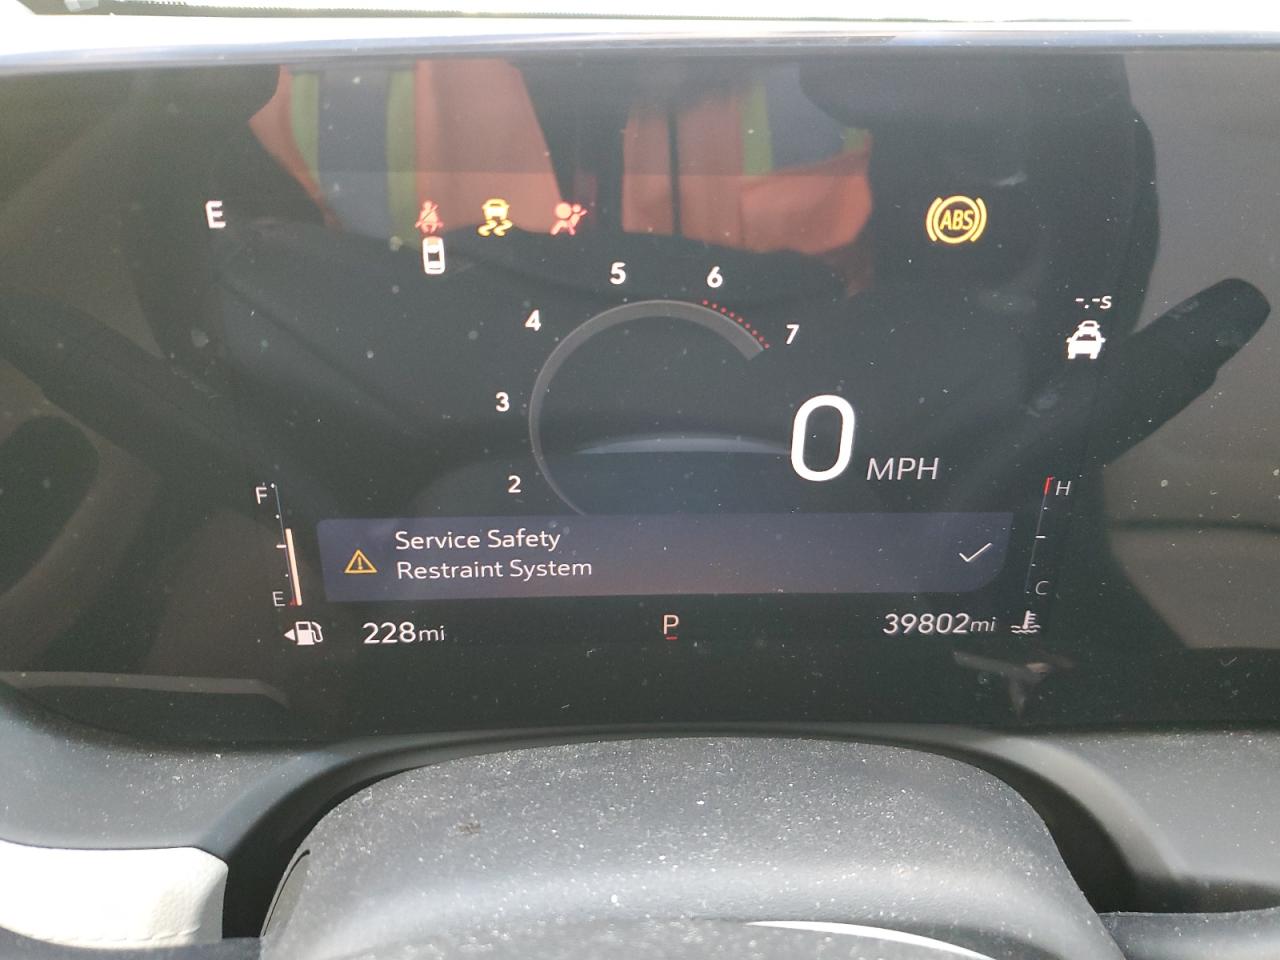 E
ABS
5
6
4
7
-.-s
3
0 MPH
2
F
H
Service Safety
Restraint System
E
C
228mi
P
39802mi